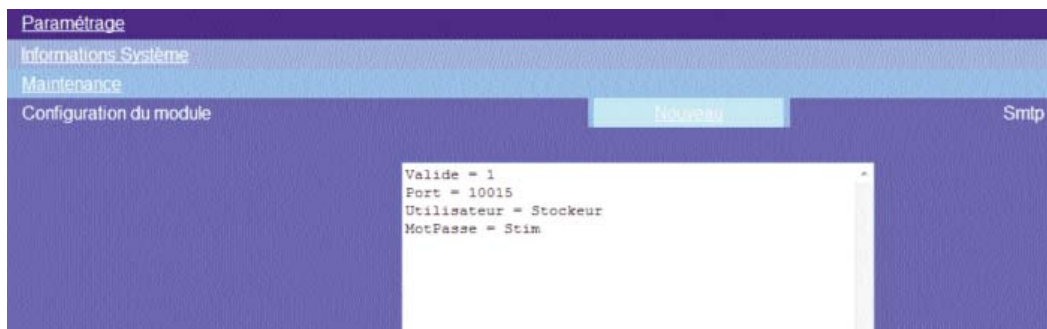 Paramétrage
Informations Système
Maintenance
Configuration du module
Nouveau
Smtp
Valide = 1
Port = 10015
Utilisateur = Stockeur
MotPasse = Stim